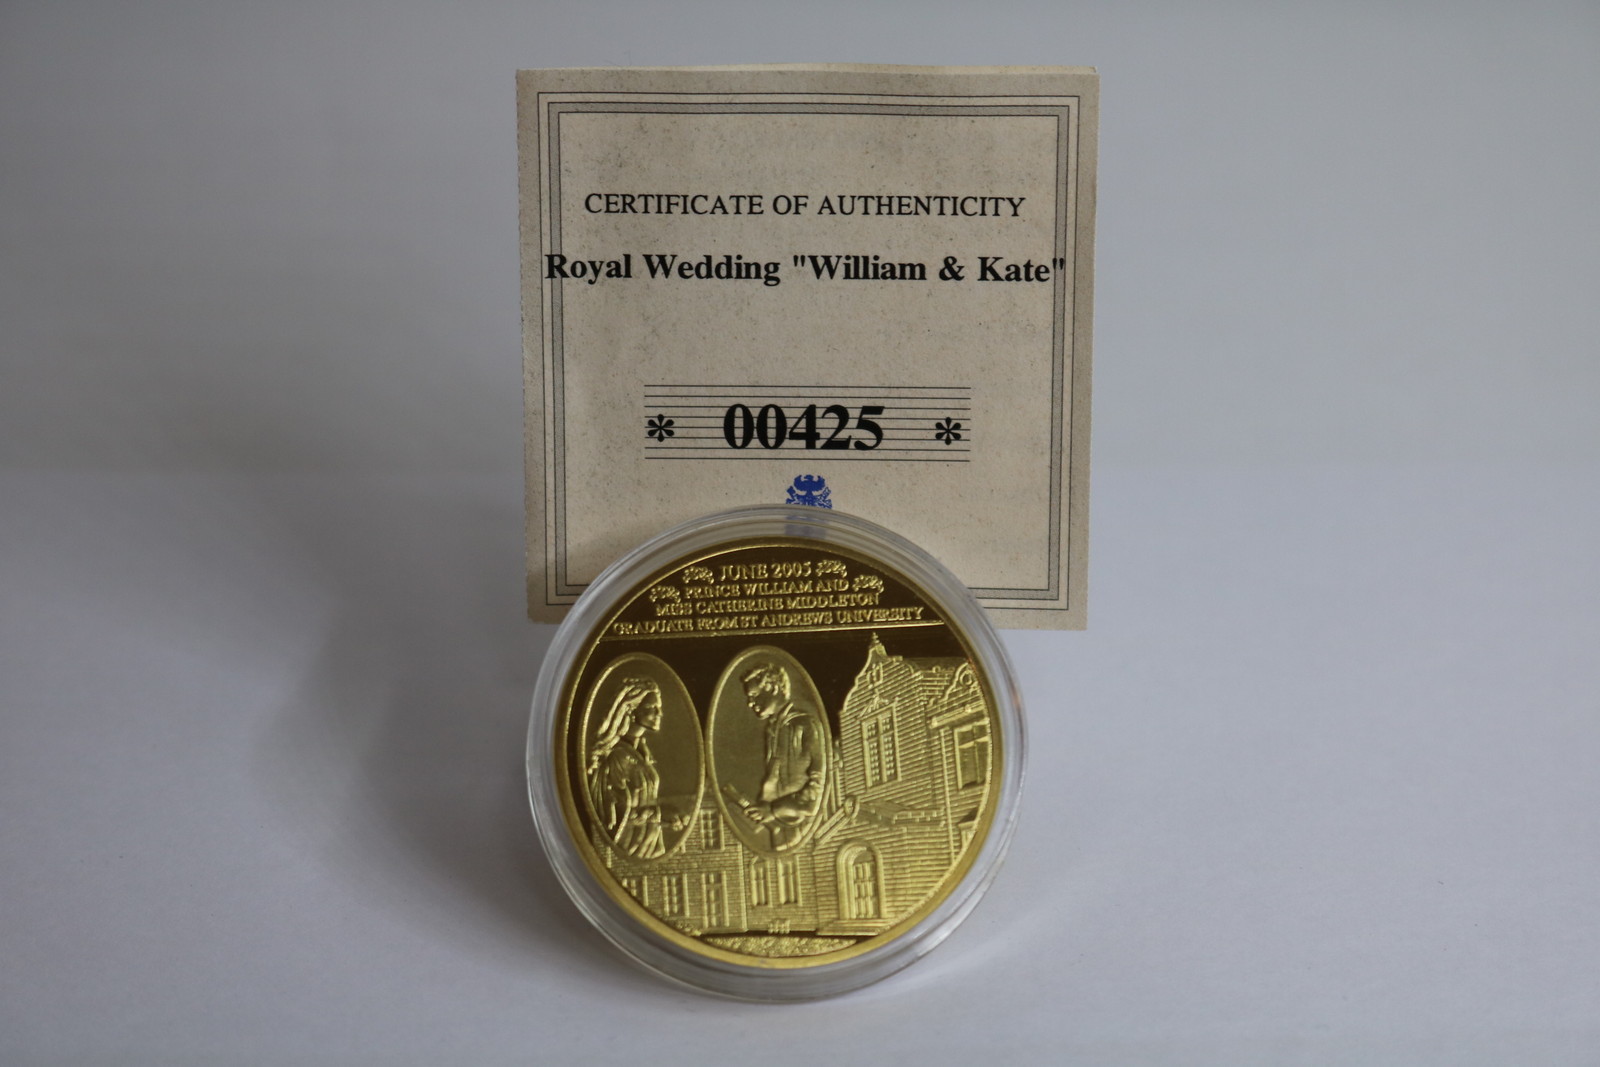 CERTIFICATE OF AUTHENTICITY
Royal Wedding "William & Kate"
* 00425 *
JUNE 2005
PRINCE WILLIAM AND
MISS CATHERINE MIDDLETON
GRADUATE FROM ST ANDREWS UNIVERSITY